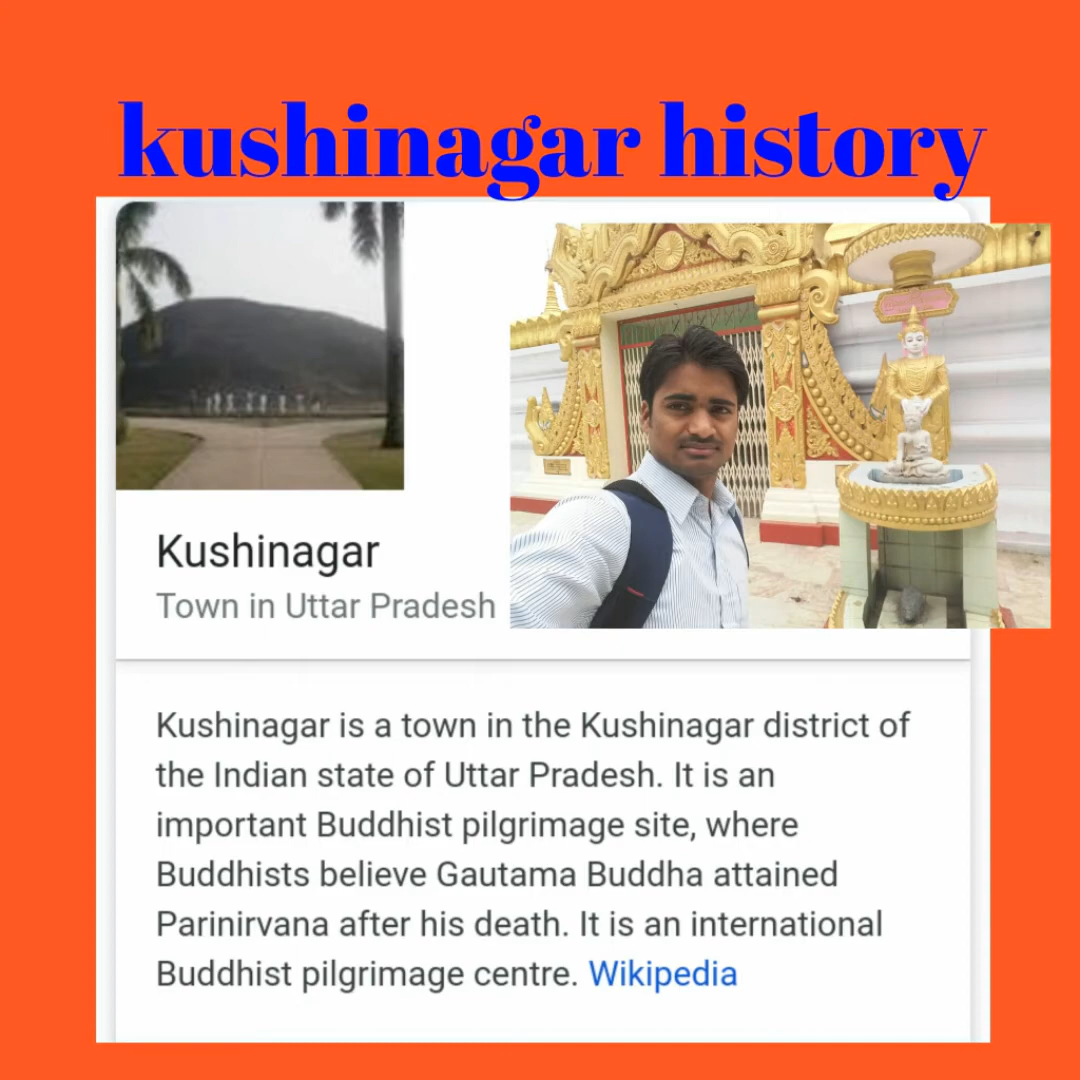 kushinagar history
Kushinagar
Town in Uttar Pradesh
Kushinagar is a town in the Kushinagar district of
the Indian state of Uttar Pradesh. It is an
important Buddhist pilgrimage site, where
Buddhists believe Gautama Buddha attained
Parinirvana after his death. It is an international
Buddhist pilgrimage centre. Wikipedia